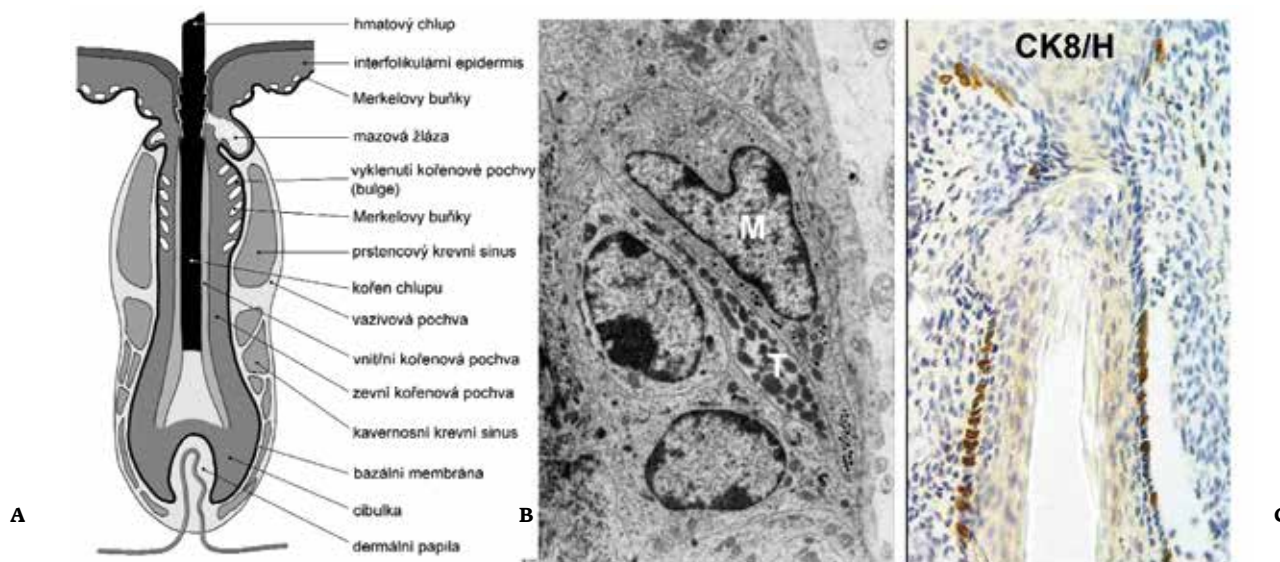 hmatový chlup
interfolikulární epidermis
Merkelovy buňky
mazová žláza
vyklenutí kořenové pochvy
(bulge)
Merkelovy buňky
prstencový krevní sinus
kořen chlupu
vazivová pochva
vnitřní kořenová pochva
zevní kořenová pochva
kavernosní krevní sinus
bazální membrána
cibulka
dermální papila
A
M
T
B
CK8/H